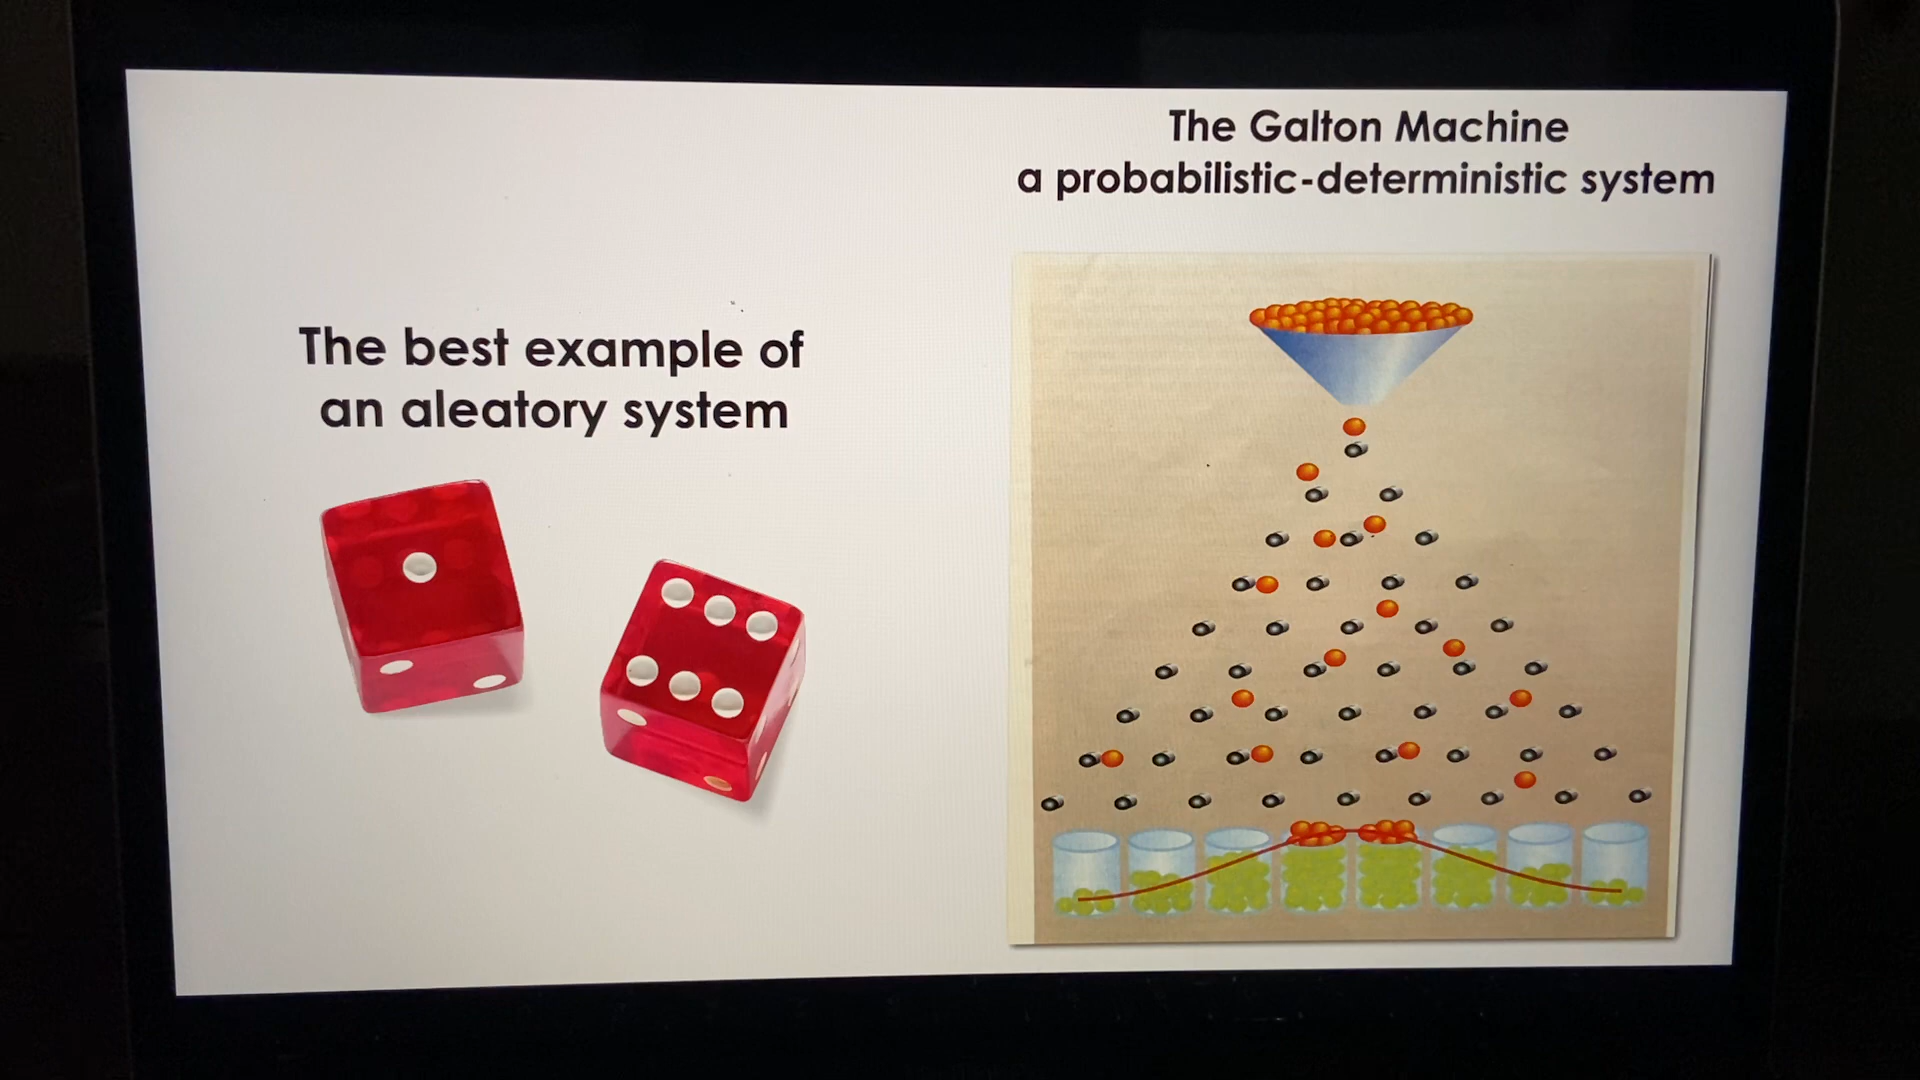 The Galton Machine
a probabilistic-deterministic system
The best example of
an aleatory system